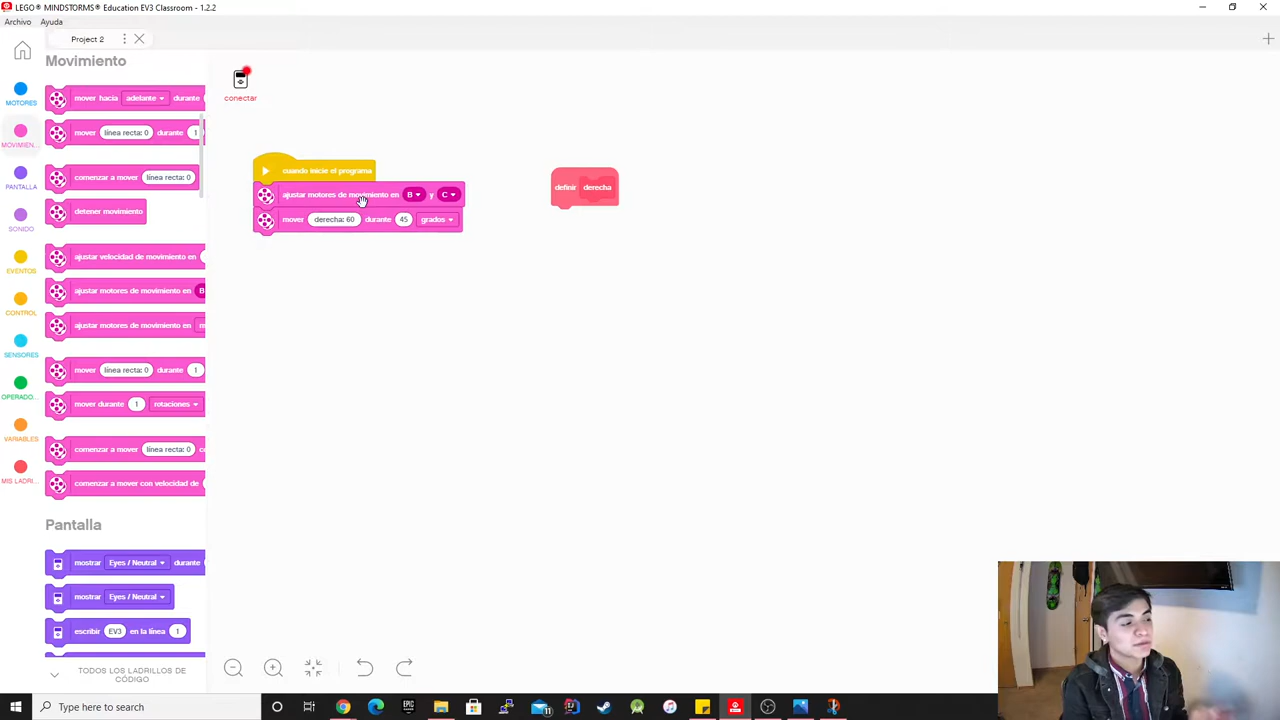 LEGO® MINDSTORMS® Education EV3 Classroom - 1.2.2
Archivo Ayuda
Project 2
conectar
MOTORES
MOVIMIEN...
PANTALLA
SONIDO
EVENTOS
CONTROL
SENSORES
OPERADO...
VARIABLES
MIS LADRI...
Movimiento
mover hacia adelante durante
mover línea recta: 0 durante 1
comenzar a mover línea recta: 0
detener movimiento
ajustar velocidad de movimiento en
ajustar motores de movimiento en B
ajustar motores de movimiento en
mover línea recta: 0 durante 1
mover durante 1 rotaciones
comenzar a mover línea recta: 0
comenzar a mover con velocidad de
Pantalla
mostrar Eyes / Neutral durante
mostrar Eyes / Neutral
escribir EV3 en la línea 1
TODOS LOS LADRILLOS DE
CÓDIGO
cuando inicie el programa
ajustar motores de movimiento en B y C
mover derecha: 60 durante 45 grados
definir derecha
Type here to search
EPIC
11